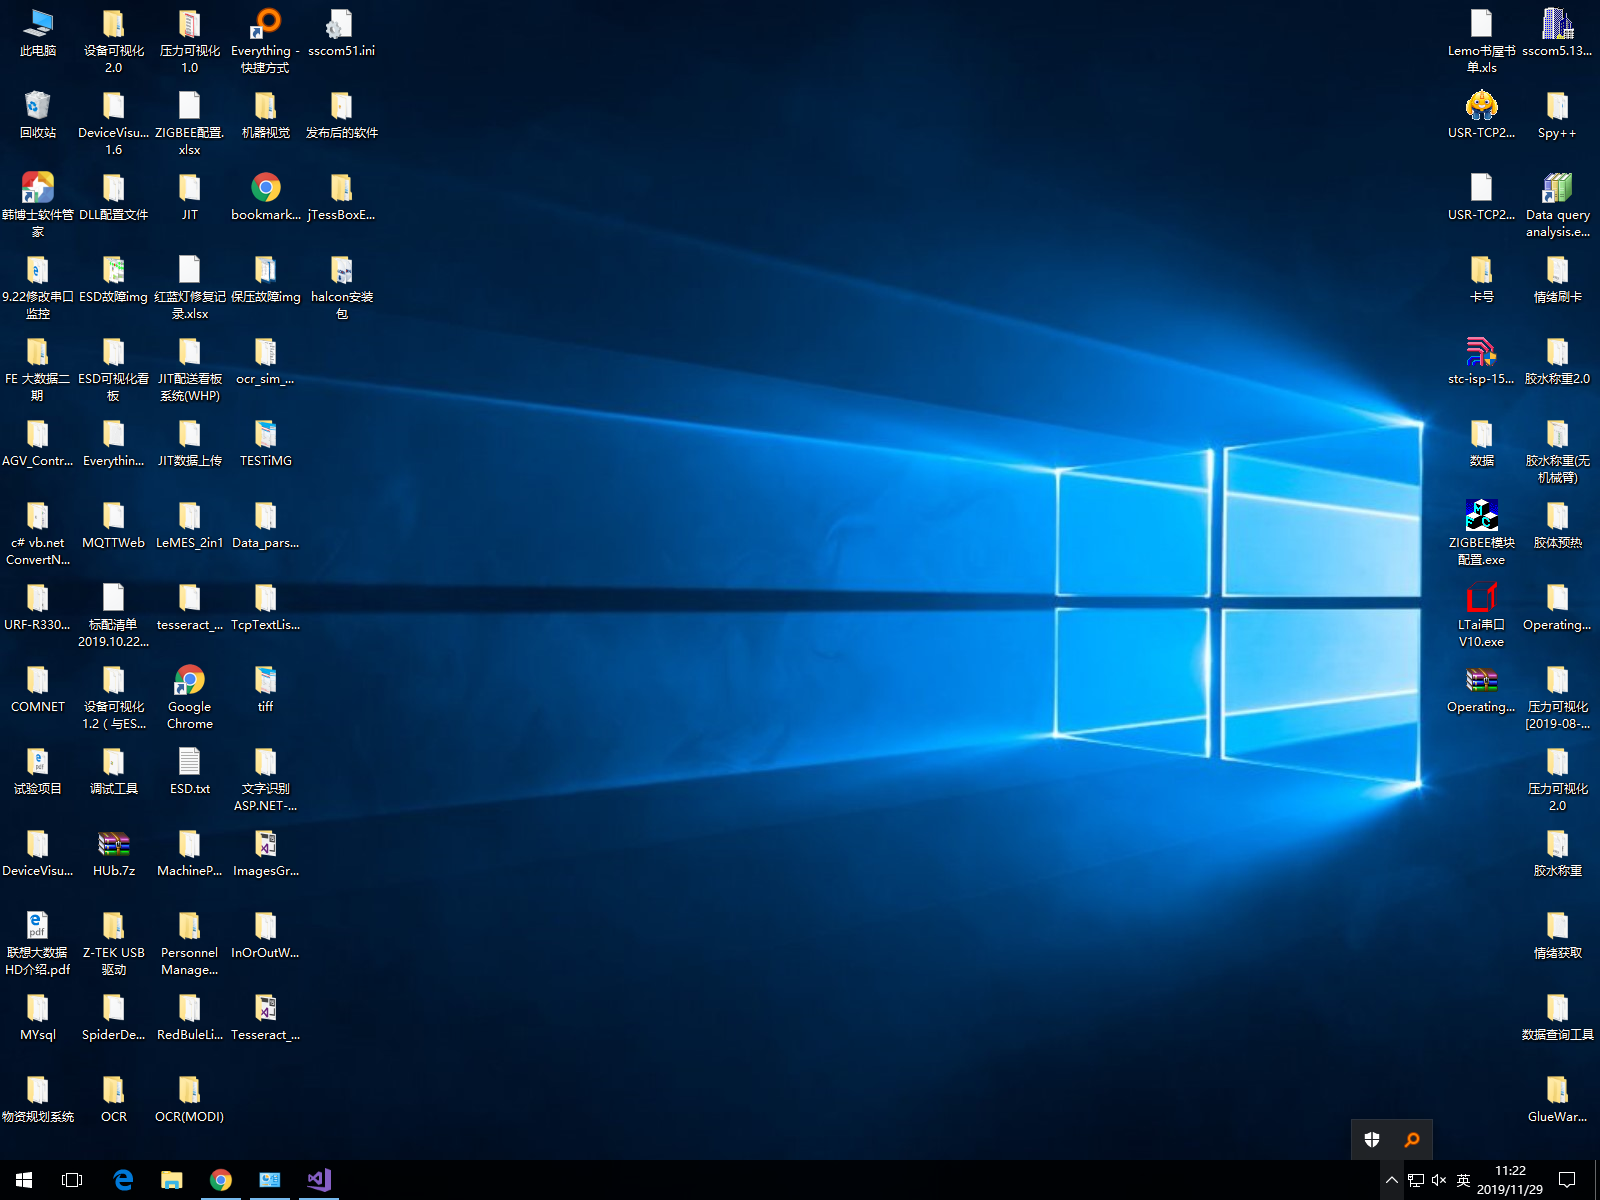 此电脑
设备可视化
2.0
压力可视化
1.0
Everything -
快捷方式
sscom51.ini
回收站
DeviceVisu...
1.6
ZIGBEE配置.
xlsx
机器视觉
发布后的软件
韩博士软件管
家
DLL配置文件
JIT
bookmark...
jTessBoxE...
9.22修改串口
监控
ESD故障img
红蓝灯修复记
录.xlsx
保压故障img
halcon安装
包
FE 大数据二
期
ESD可视化看
板
JIT配送看板
系统(WHP)
ocr_sim_...
AGV_Contr...
Everythin...
JIT数据上传
TESTiMG
c# vb.net
ConvertN...
MQTTWeb
LeMES_2in1
Data_pars...
URF-R330...
标配清单
2019.10.22...
tesseract_...
TcpTextLis...
COMNET
设备可视化
1.2（与ES...
Google
Chrome
tiff
试验项目
调试工具
ESD.txt
文字识别
ASP.NET-...
DeviceVisu...
HUb.7z
MachineP...
ImagesGr...
联想大数据
HD介绍.pdf
Z-TEK USB
驱动
Personnel
Manage...
InOrOutW...
MYsql
SpiderDe...
RedBuleLi...
Tesseract_...
物资规划系统
OCR
OCR(MODI)
Lemo书屋书
单.xls
sscom5.13...
USR-TCP2...
Spy++
USR-TCP2...
Data query
analysis.e...
卡号
情绪刷卡
stc-isp-15...
胶水称重2.0
数据
胶水称重(无
机械臂)
ZIGBEE模块
配置.exe
胶体预热
LTai串口
V10.exe
Operating...
Operating...
压力可视化
[2019-08-...
压力可视化
2.0
胶水称重
情绪获取
数据查询工具
GlueWar...
英
11:22
2019/11/29